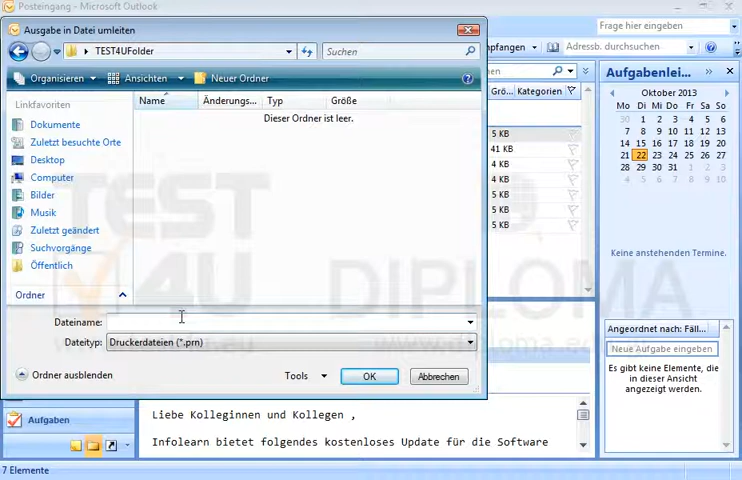 Posteingang - Microsoft Outlook
Ausgabe in Datei umleiten
Frage hier eingeben
TEST4UFolder
Suchen
Adressb. durchsuchen
Organisieren
Ansichten
Neuer Ordner
Aufgabenlei...
Linkfavoriten
Name
Änderungs...
Typ
Größe
Dieser Ordner ist leer.
Dokumente
Zuletzt besuchte Orte
Desktop
Computer
Bilder
Musik
Zuletzt geändert
Suchvorgänge
Öffentlich
Ordner
Grö...
Kategorien
5 KB
41 KB
4 KB
4 KB
5 KB
5 KB
Oktober 2013
Mo Di Mi Do Fr Sa So
30 1 2 3 4 5 6
7 8 9 10 11 12 13
14 15 16 17 18 19 20
21 22 23 24 25 26 27
28 29 30 31 1 2 3
4 5 6 7 8 9 10
Keine anstehenden Termine.
TEST
4U
DIPLOMA
Dateiname:
Dateityp:
Druckerdateien (*.prn)
Ordner ausblenden
Tools
OK
Abbrechen
Angeordnet nach: Fäll...
Neue Aufgabe eingeben
Es gibt keine Elemente, die
in dieser Ansicht
angezeigt werden.
Aufgaben
Liebe Kolleginnen und Kollegen ,
Infolearn bietet folgendes kostenloses Update für die Software
7 Elemente